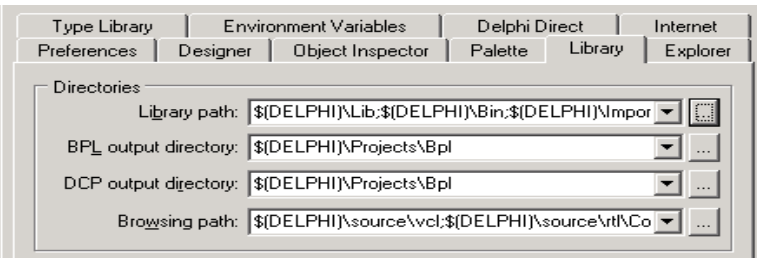 Type Library Environment Variables Delphi Direct Internet
Preferences Designer Object Inspector Palette Library Explorer
Directories
Library path: $(DELPHI)\Lib;$(DELPHI)\Bin;$(DELPHI)\Impor ...
BPL output directory: $(DELPHI)\Projects\Bpl ...
DCP output directory: $(DELPHI)\Projects\Bpl ...
Browsing path: $(DELPHI)\source\vcl;$(DELPHI)\source\rtl\Co ...